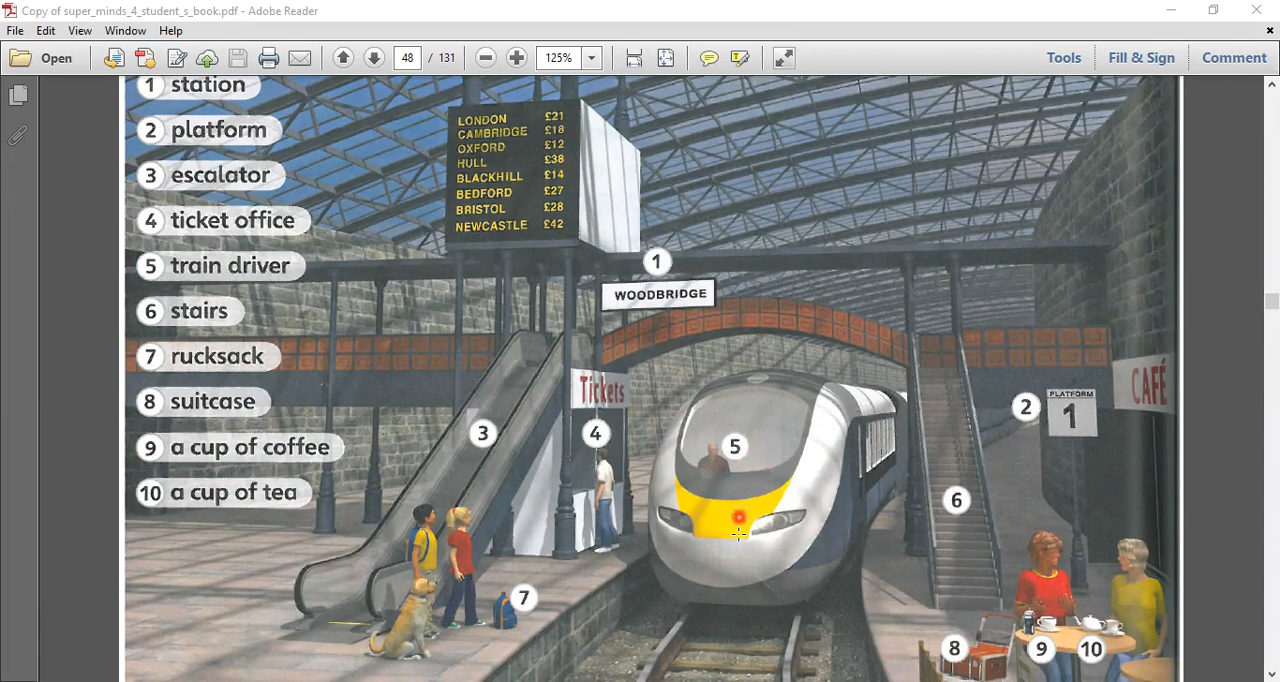 Copy of super_minds_4_student_s_book.pdf - Adobe Reader
File Edit View Window Help
Open 48 / 131 125% Tools Fill & Sign Comment
1 station
2 platform
3 escalator
4 ticket office
5 train driver
6 stairs
7 rucksack
8 suitcase
9 a cup of coffee
10 a cup of tea
LONDON £21
CAMBRIDGE £18
OXFORD £12
HULL £38
BLACKHILL £14
BEDFORD £27
BRISTOL £28
NEWCASTLE £42
1
WOODBRIDGE
Tickets
3
4
5
2
PLATFORM
1
CAFÉ
6
7
8
9
10